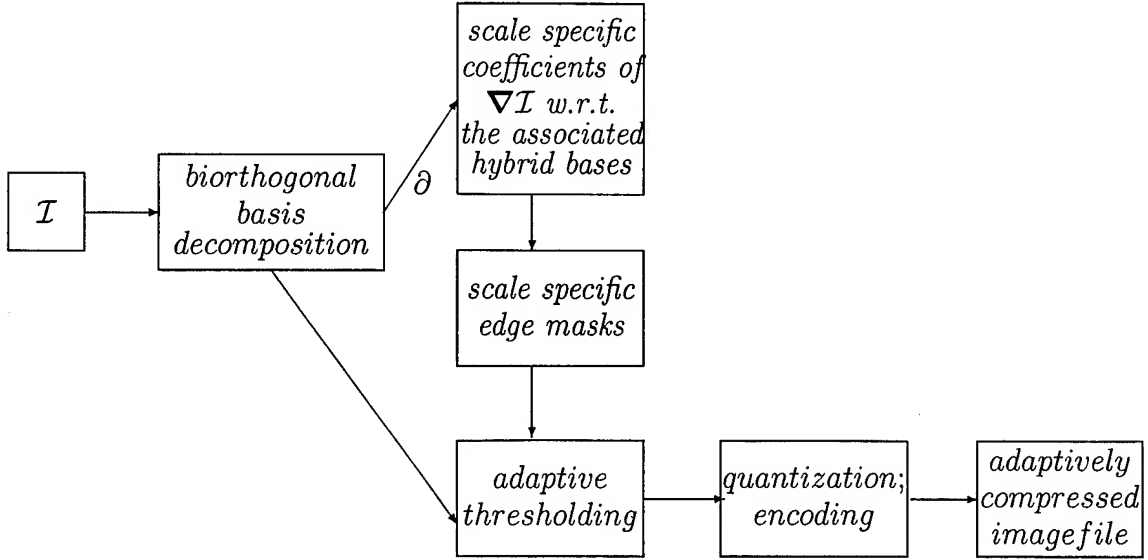 𝓘
biorthogonal
basis
decomposition
∂
scale specific
coefficients of
∇𝓘 w.r.t.
the associated
hybrid bases
scale specific
edge masks
adaptive
thresholding
quantization;
encoding
adaptively
compressed
imagefile